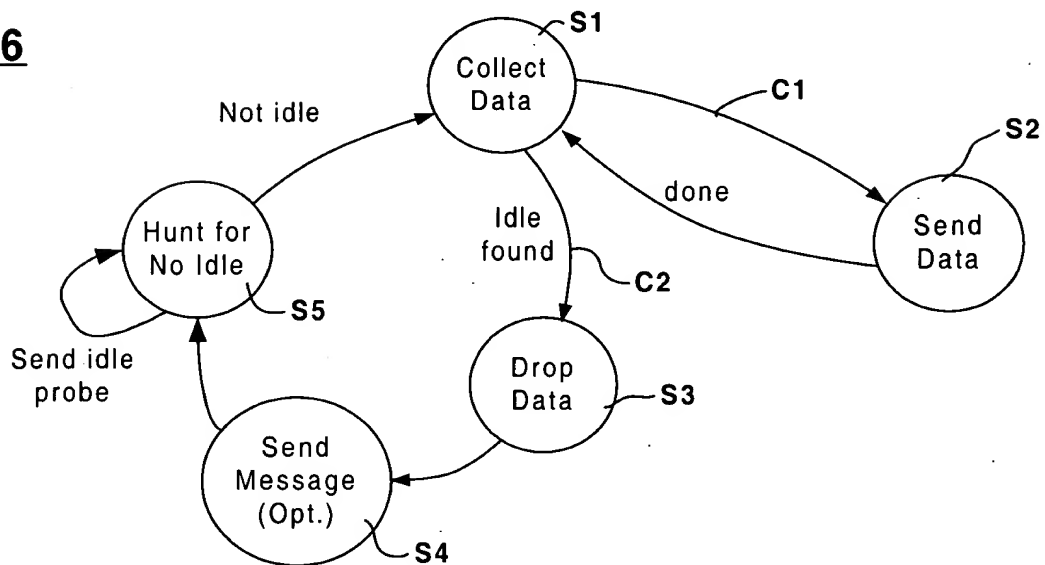 6
S1
Collect
Data
C1
S2
Not idle
done
Send
Data
Idle
found
C2
Hunt for
No Idle
S5
Send idle
probe
Drop
Data
S3
Send
Message
(Opt.)
S4